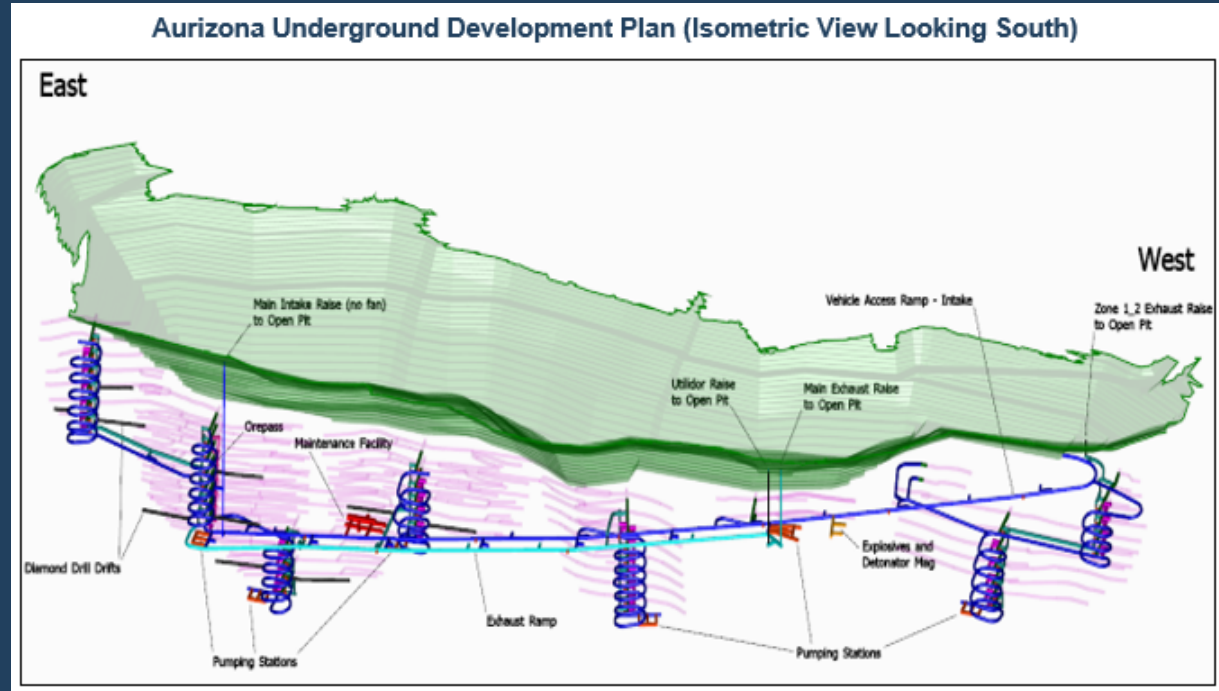 Aurizona Underground Development Plan (Isometric View Looking South)
East
West
Main Intake Raise (no fan)
to Open Pit
Vehicle Access Ramp - Intake
Zone 1_2 Exhaust Raise
to Open Pit
Utilidor Raise
to Open Pit
Main Exhaust Raise
to Open Pit
Orepass
Maintenance Facility
Diamond Drill Drifts
Explosives and
Detonator Mag
Exhaust Ramp
Pumping Stations
Pumping Stations